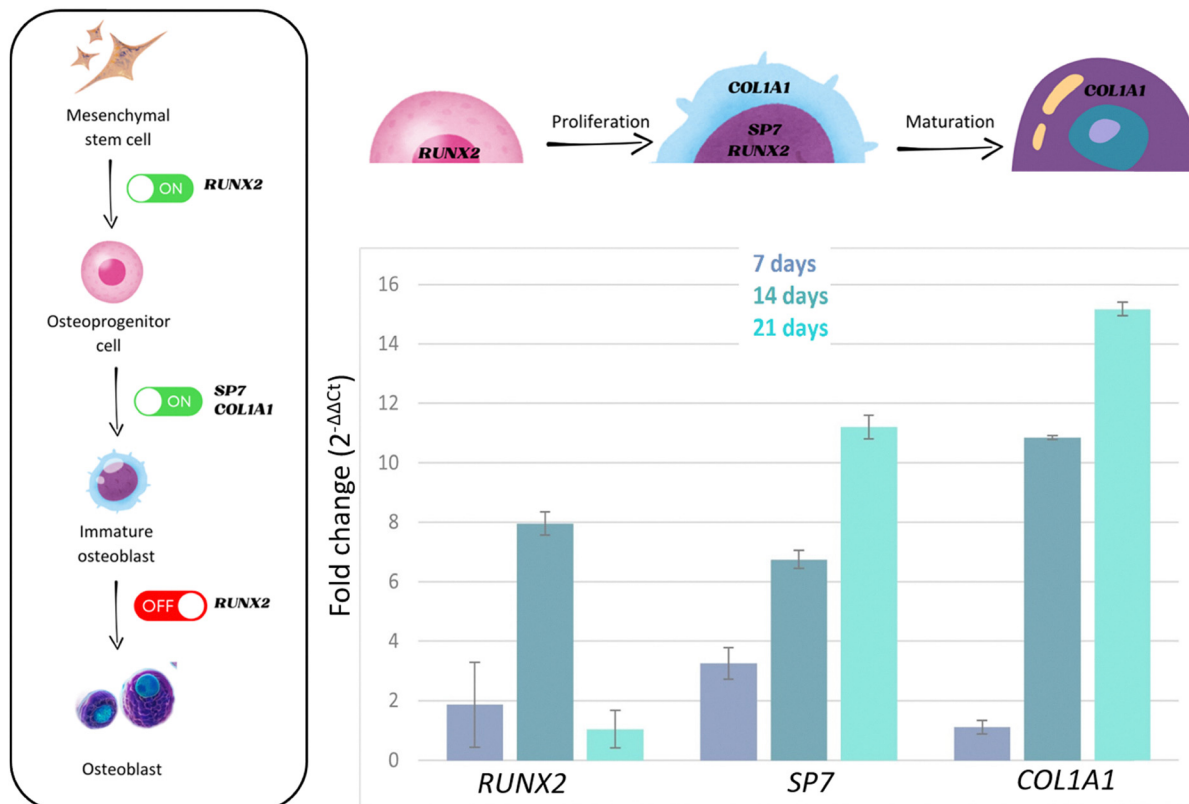 Mesenchymal
stem cell
ON
RUNX2
Osteoprogenitor
cell
ON
SP7
COL1A1
Immature
osteoblast
OFF
RUNX2
Osteoblast
RUNX2
Proliferation
COL1A1
SP7
RUNX2
Maturation
COL1A1
7 days
14 days
21 days
Fold change (2^-ΔΔCt)
16
14
12
10
8
6
4
2
0
RUNX2
SP7
COL1A1